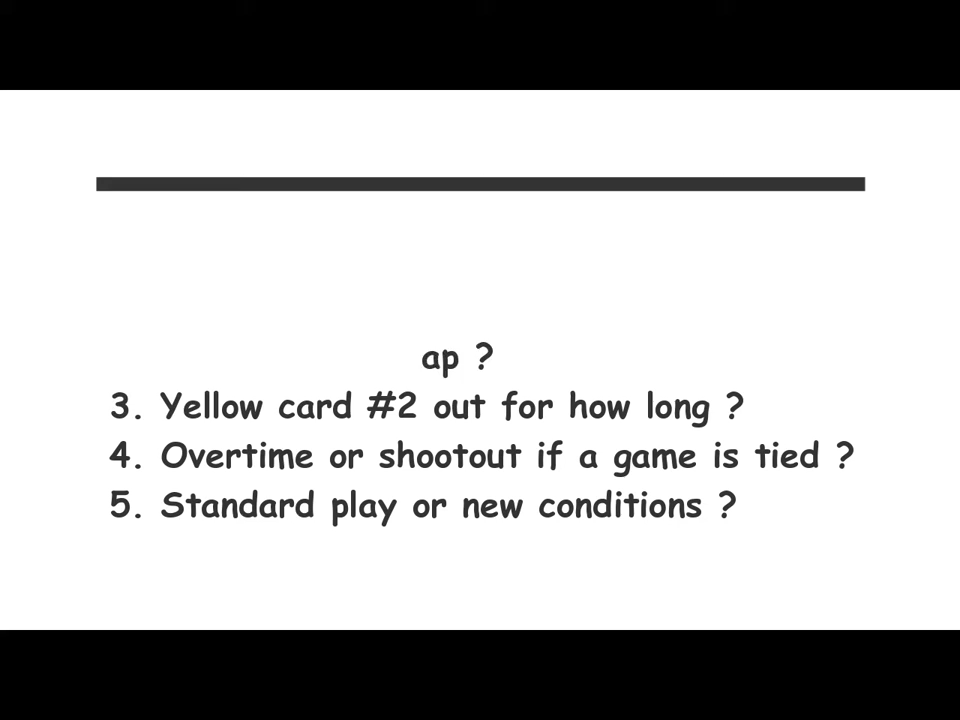 ap ?
3. Yellow card #2 out for how long ?
4. Overtime or shootout if a game is tied ?
5. Standard play or new conditions ?